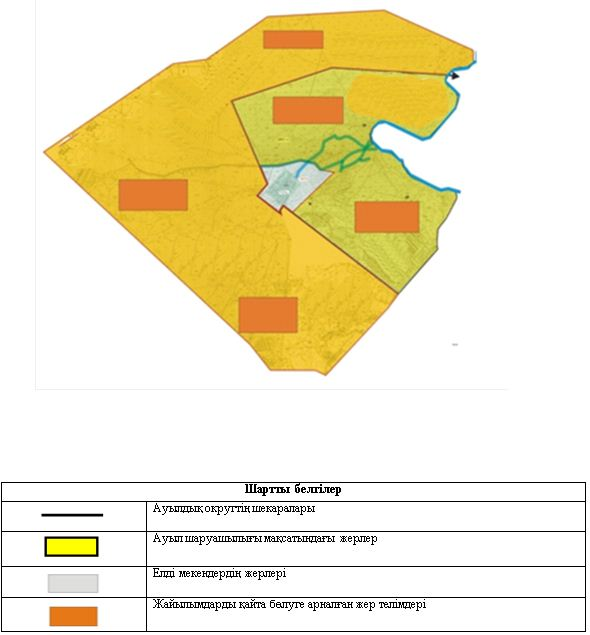 Шартты белгілер
Ауылдық округтің шекаралары
Ауыл шаруашылығы мақсатындағы жерлер
Елді мекендердің жерлері
Жайылымдарды қайта бөлуге арналған жер телімдері